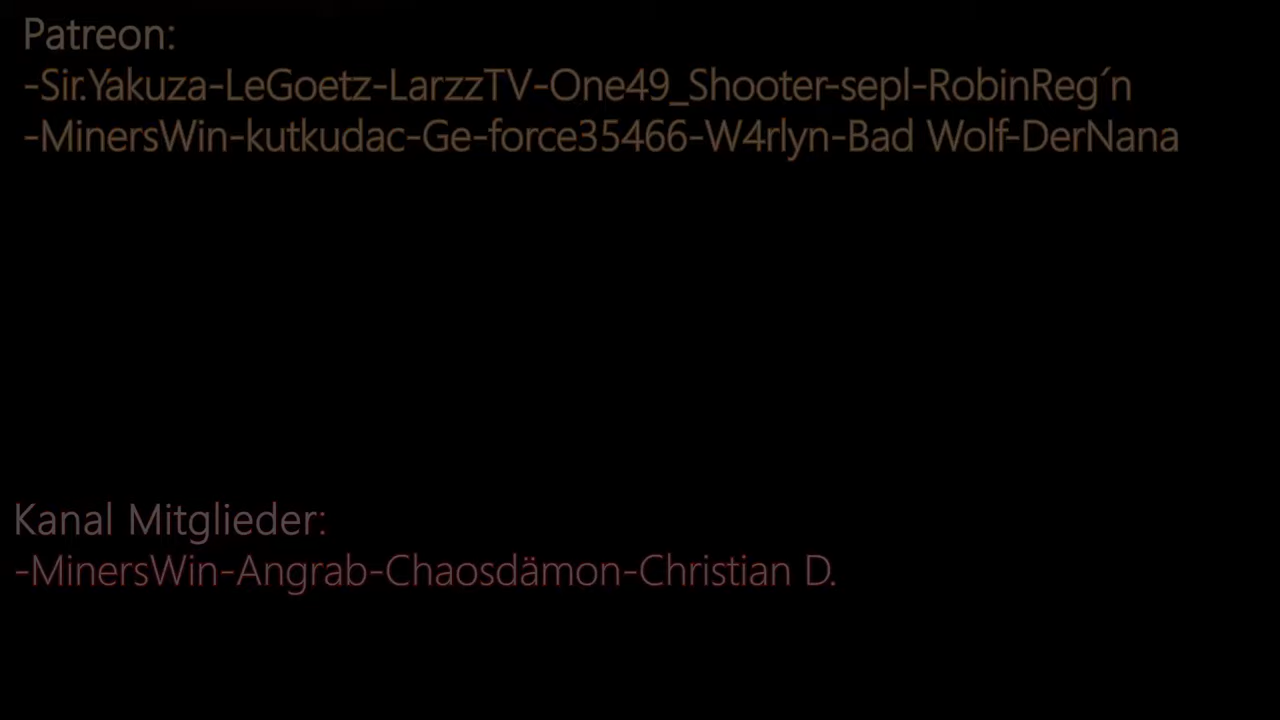 Patreon:
-Sir.Yakuza-LeGoetz-LarzzTV-One49_Shooter-sepl-RobinReg´n
-MinersWin-kutkudac-Ge-force35466-W4rlyn-Bad Wolf-DerNana
Kanal Mitglieder:
-MinersWin-Angrab-Chaosdämon-Christian D.